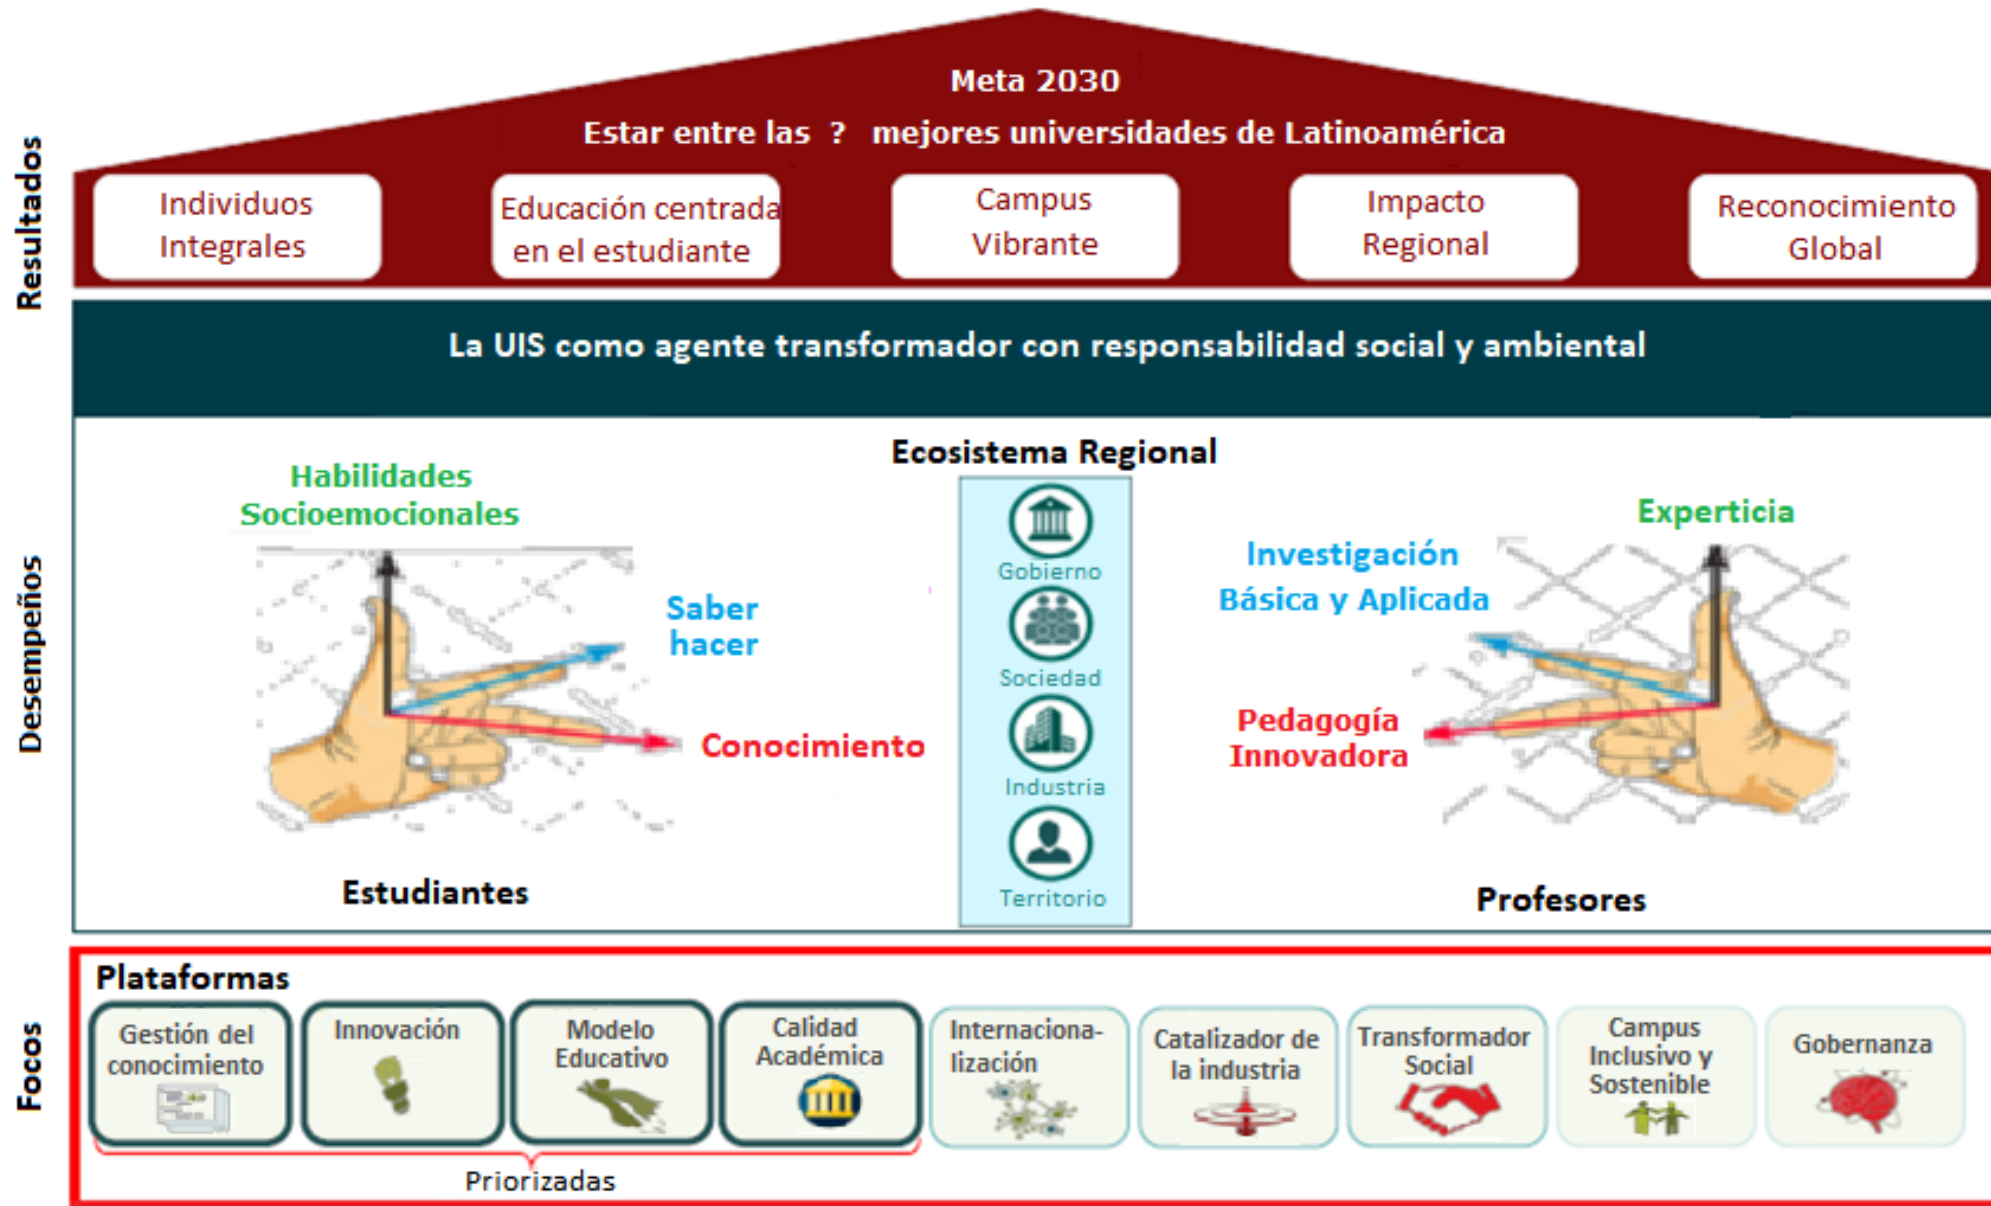 Meta 2030
Estar entre las ? mejores universidades de Latinoamérica
Resultados
Individuos
Integrales
Educación centrada
en el estudiante
Campus
Vibrante
Impacto
Regional
Reconocimiento
Global
La UIS como agente transformador con responsabilidad social y ambiental
Desempeños
Habilidades
Socioemocionales
Saber
hacer
Conocimiento
Estudiantes
Ecosistema Regional
Gobierno
Sociedad
Industria
Territorio
Experticia
Investigación
Básica y Aplicada
Pedagogía
Innovadora
Profesores
Focos
Plataformas
Gestión del
conocimiento
Innovación
Modelo
Educativo
Calidad
Académica
Internaciona-
lización
Catalizador de
la industria
Transformador
Social
Campus
Inclusivo y
Sostenible
Gobernanza
Priorizadas